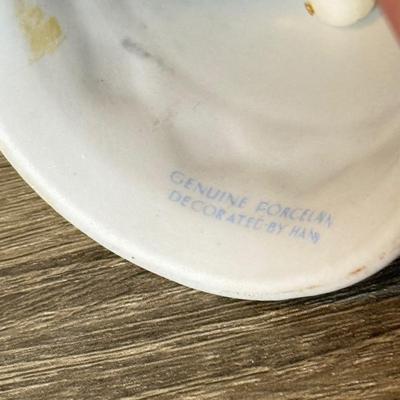 GENUINE PORCELAIN
DECORATED BY HAND